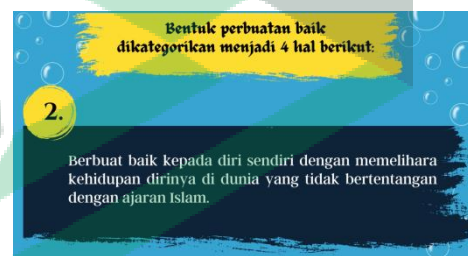 Bentuk perbuatan baik
dikategorikan menjadi 4 hal berikut:
2.
Berbuat baik kepada diri sendiri dengan memelihara
kehidupan dirinya di dunia yang tidak bertentangan
dengan ajaran Islam.